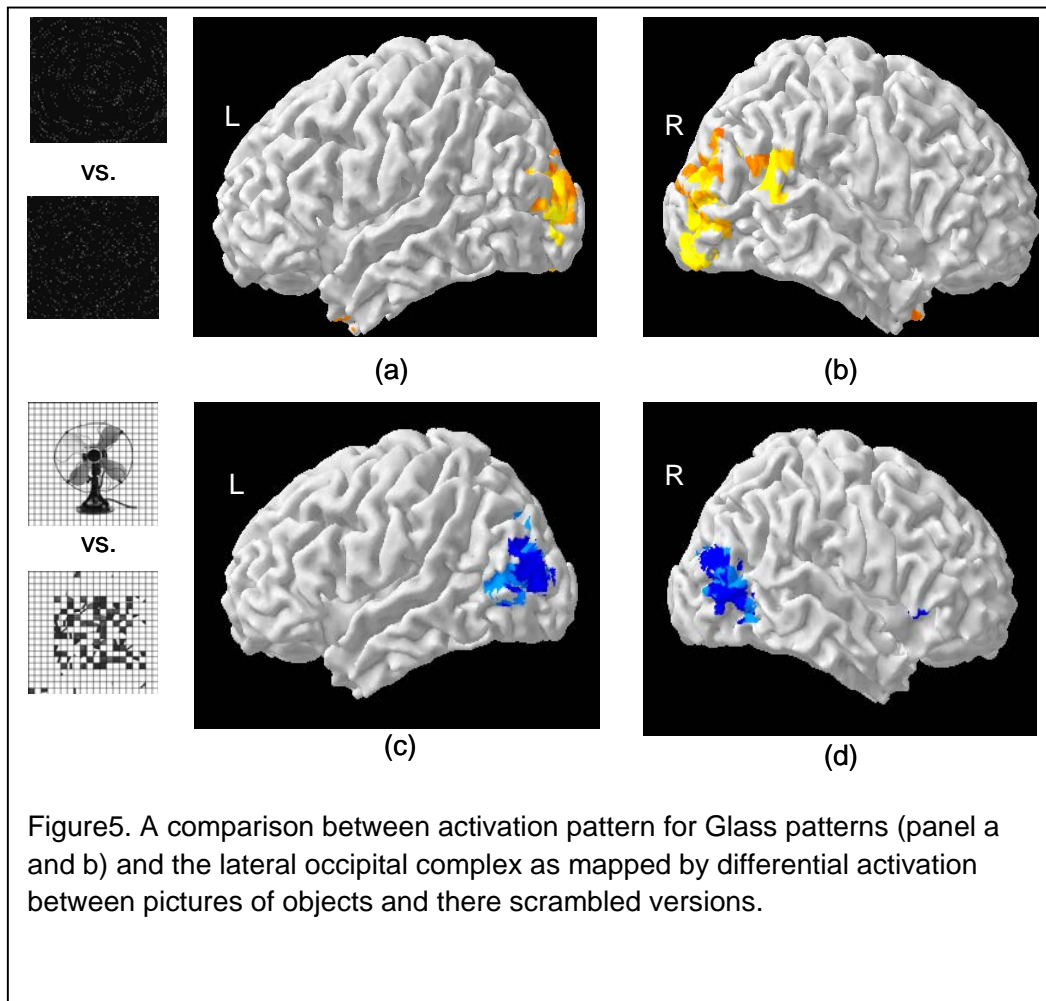 vs.
L
R
(a)
(b)
vs.
L
R
(c)
(d)
Figure5. A comparison between activation pattern for Glass patterns (panel a
and b) and the lateral occipital complex as mapped by differential activation
between pictures of objects and there scrambled versions.